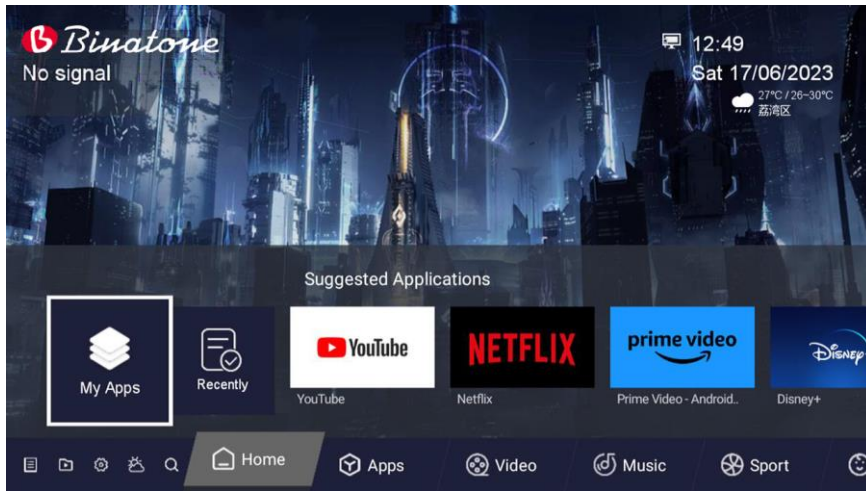 Binatone
No signal
12:49
Sat 17/06/2023
27°C / 26~30°C
荔湾区
Suggested Applications
My Apps
Recently
YouTube
NETFLIX
prime video
Disney+
YouTube
Netflix
Prime Video - Android..
Disney+
Home
Apps
Video
Music
Sport